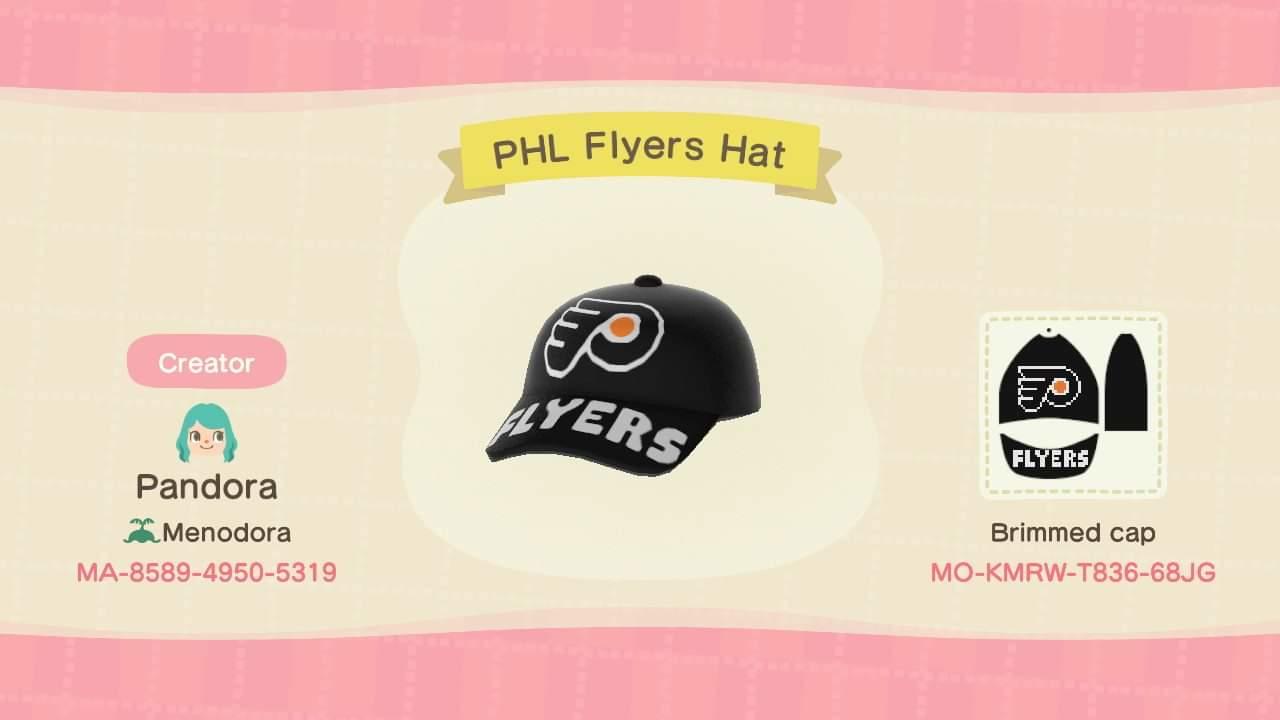 PHL Flyers Hat
FLYERS
Creator
Pandora
Menodora
MA-8589-4950-5319
FLYERS
Brimmed cap
MO-KMRW-T836-68JG